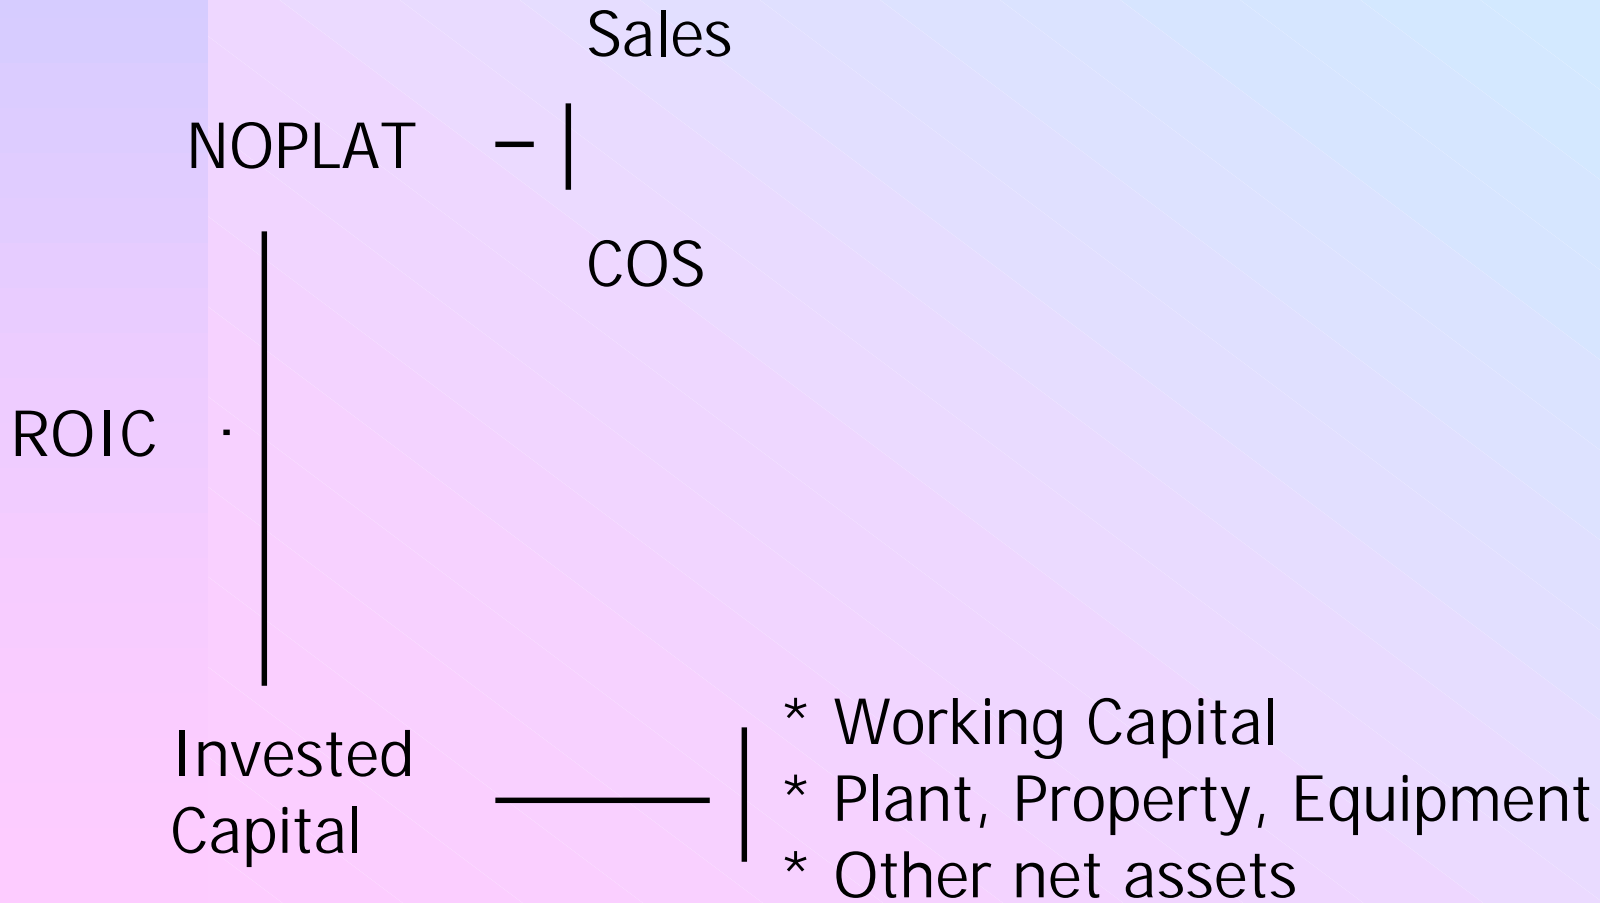 Sales
NOPLAT
COS
ROIC
Invested
Capital
* Working Capital
* Plant, Property, Equipment
* Other net assets